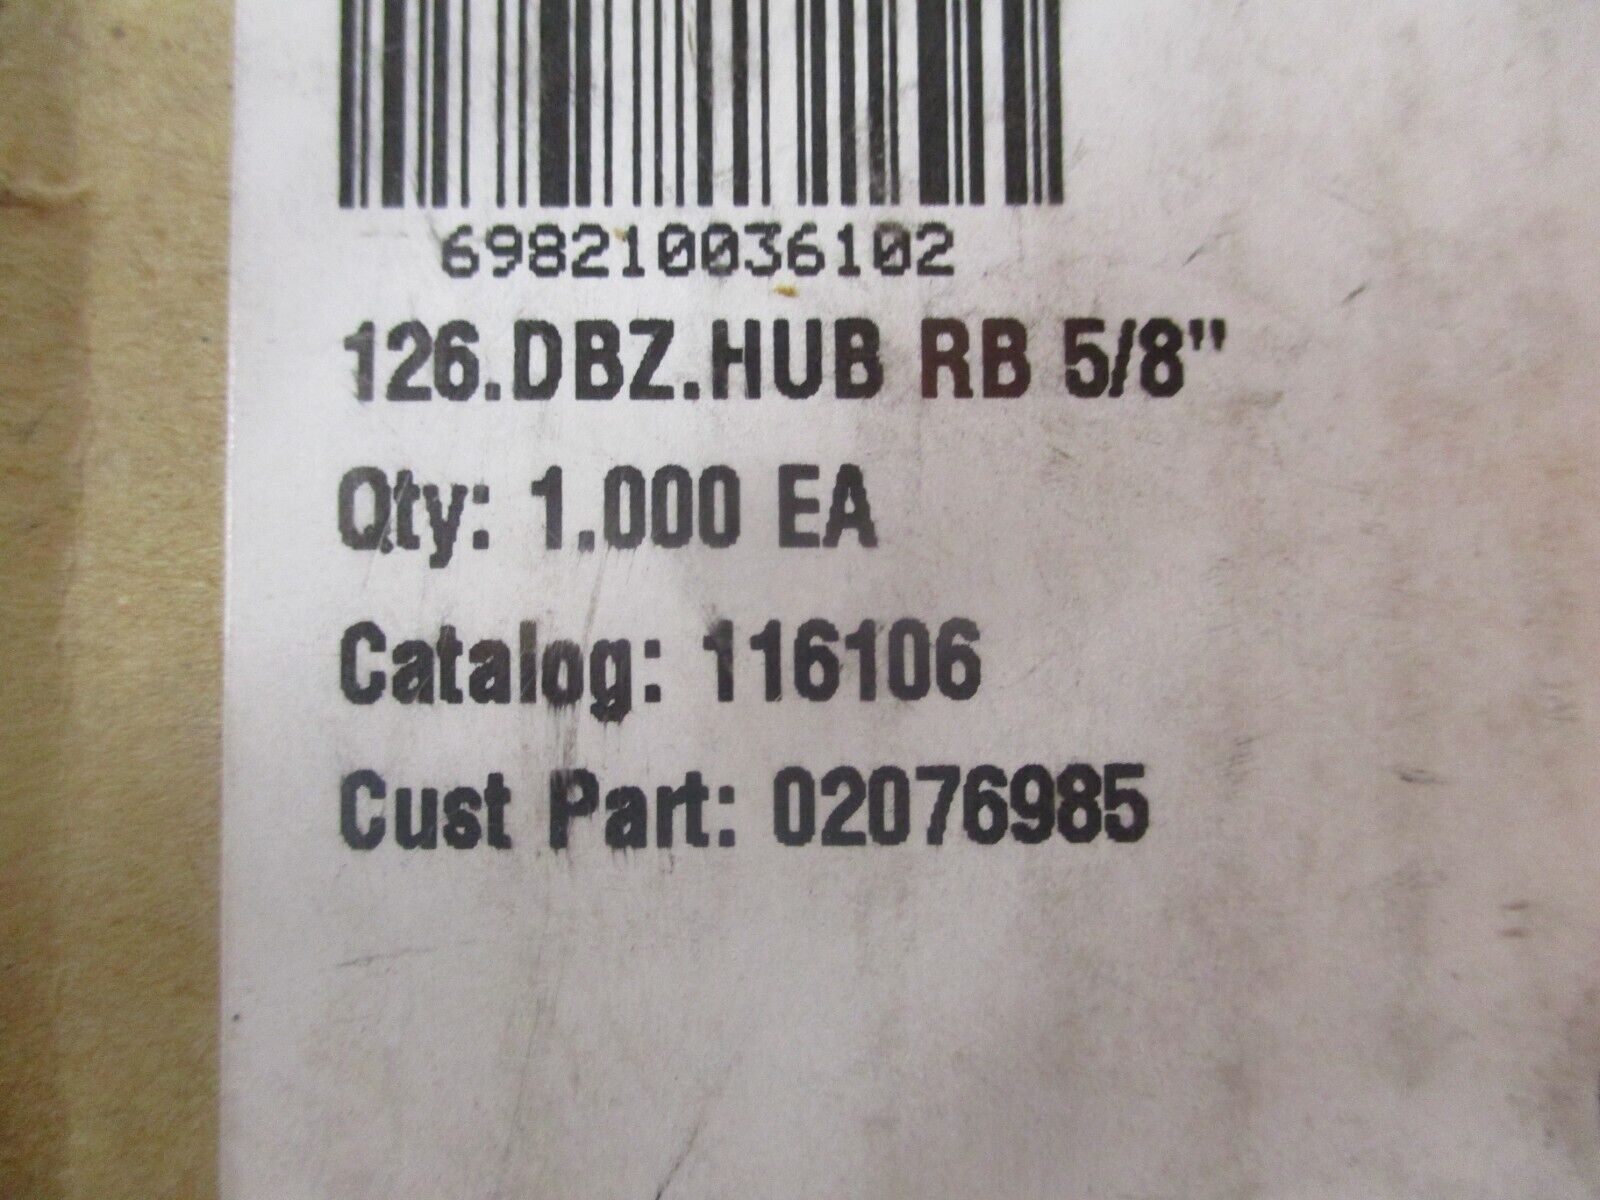 698210036102
126.DBZ.HUB RB 5/8"
Qty: 1.000 EA
Catalog: 116106
Cust Part: 02076985